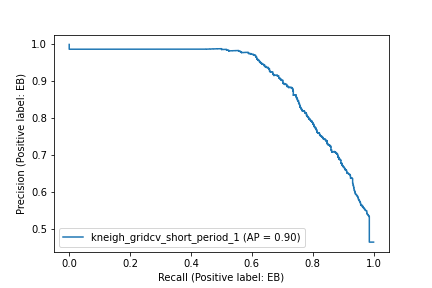 1.0
0.9
0.8
0.7
0.6
0.5
Precision (Positive label: EB)
kneigh_gridcv_short_period_1 (AP = 0.90)
0.0 0.2 0.4 0.6 0.8 1.0
Recall (Positive label: EB)